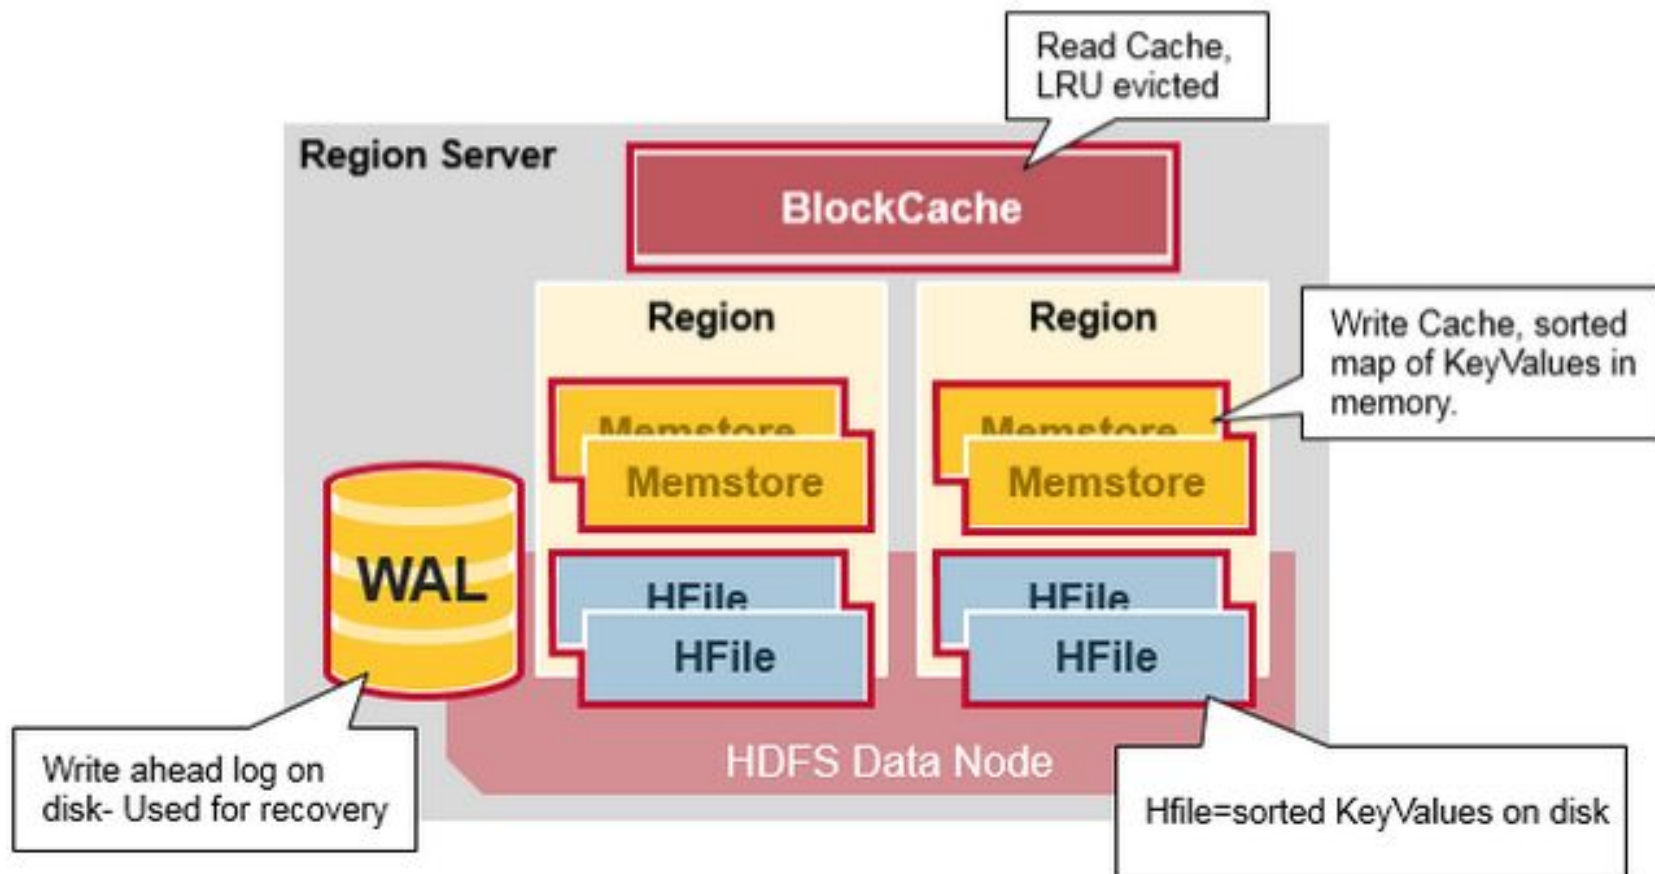 Read Cache,
LRU evicted
Region Server
BlockCache
Region
Region
Write Cache, sorted
map of KeyValues in
memory.
Memstore
Memstore
Memstore
Memstore
WAL
HFile
HFile
HFile
HFile
HDFS Data Node
Write ahead log on
disk- Used for recovery
Hfile=sorted KeyValues on disk